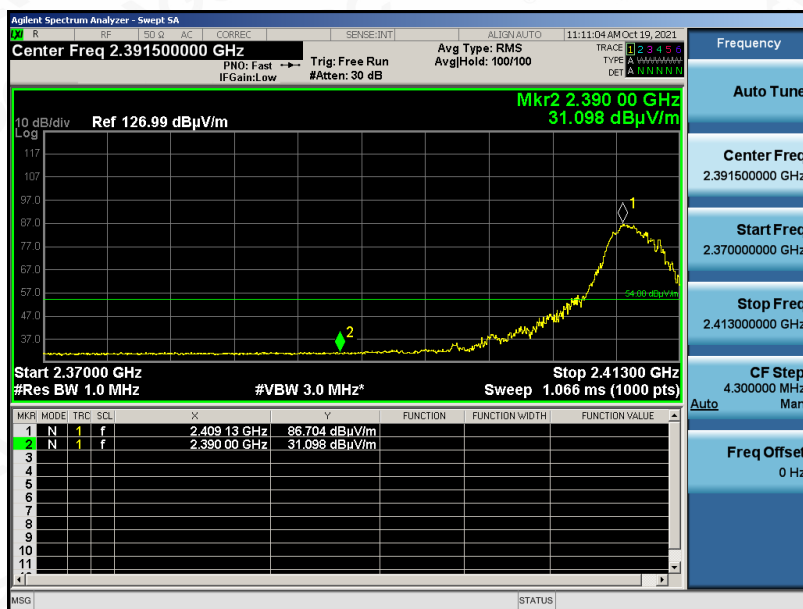 Agilent Spectrum Analyzer - Swept SA
LXI R RF 50 Ω AC CORREC SENSE:INT ALIGN AUTO 11:11:04 AM Oct 19, 2021
Center Freq 2.391500000 GHz
PNO: Fast
IFGain:Low
Trig: Free Run
#Atten: 30 dB
Avg Type: RMS
Avg|Hold: 100/100
TRACE 1 2 3 4 5 6
TYPE A WWWWW
DET A N N N N N
Mkr2 2.390 00 GHz
31.098 dBµV/m
10 dB/div Ref 126.99 dBµV/m
Log
117
107
97.0
87.0
77.0
67.0
57.0
47.0
37.0
1
54.00 dBµV/m
2
Start 2.37000 GHz Stop 2.41300 GHz
#Res BW 1.0 MHz #VBW 3.0 MHz* Sweep 1.066 ms (1000 pts)
MKR MODE TRC SCL X Y FUNCTION FUNCTION WIDTH FUNCTION VALUE
1 N 1 f 2.409 13 GHz 86.704 dBµV/m
2 N 1 f 2.390 00 GHz 31.098 dBµV/m
3
4
5
6
7
8
9
10
11
MSG STATUS
Frequency
Auto Tune
Center Freq
2.391500000 GHz
Start Freq
2.370000000 GHz
Stop Freq
2.413000000 GHz
CF Step
4.300000 MHz
Auto Man
Freq Offset
0 Hz